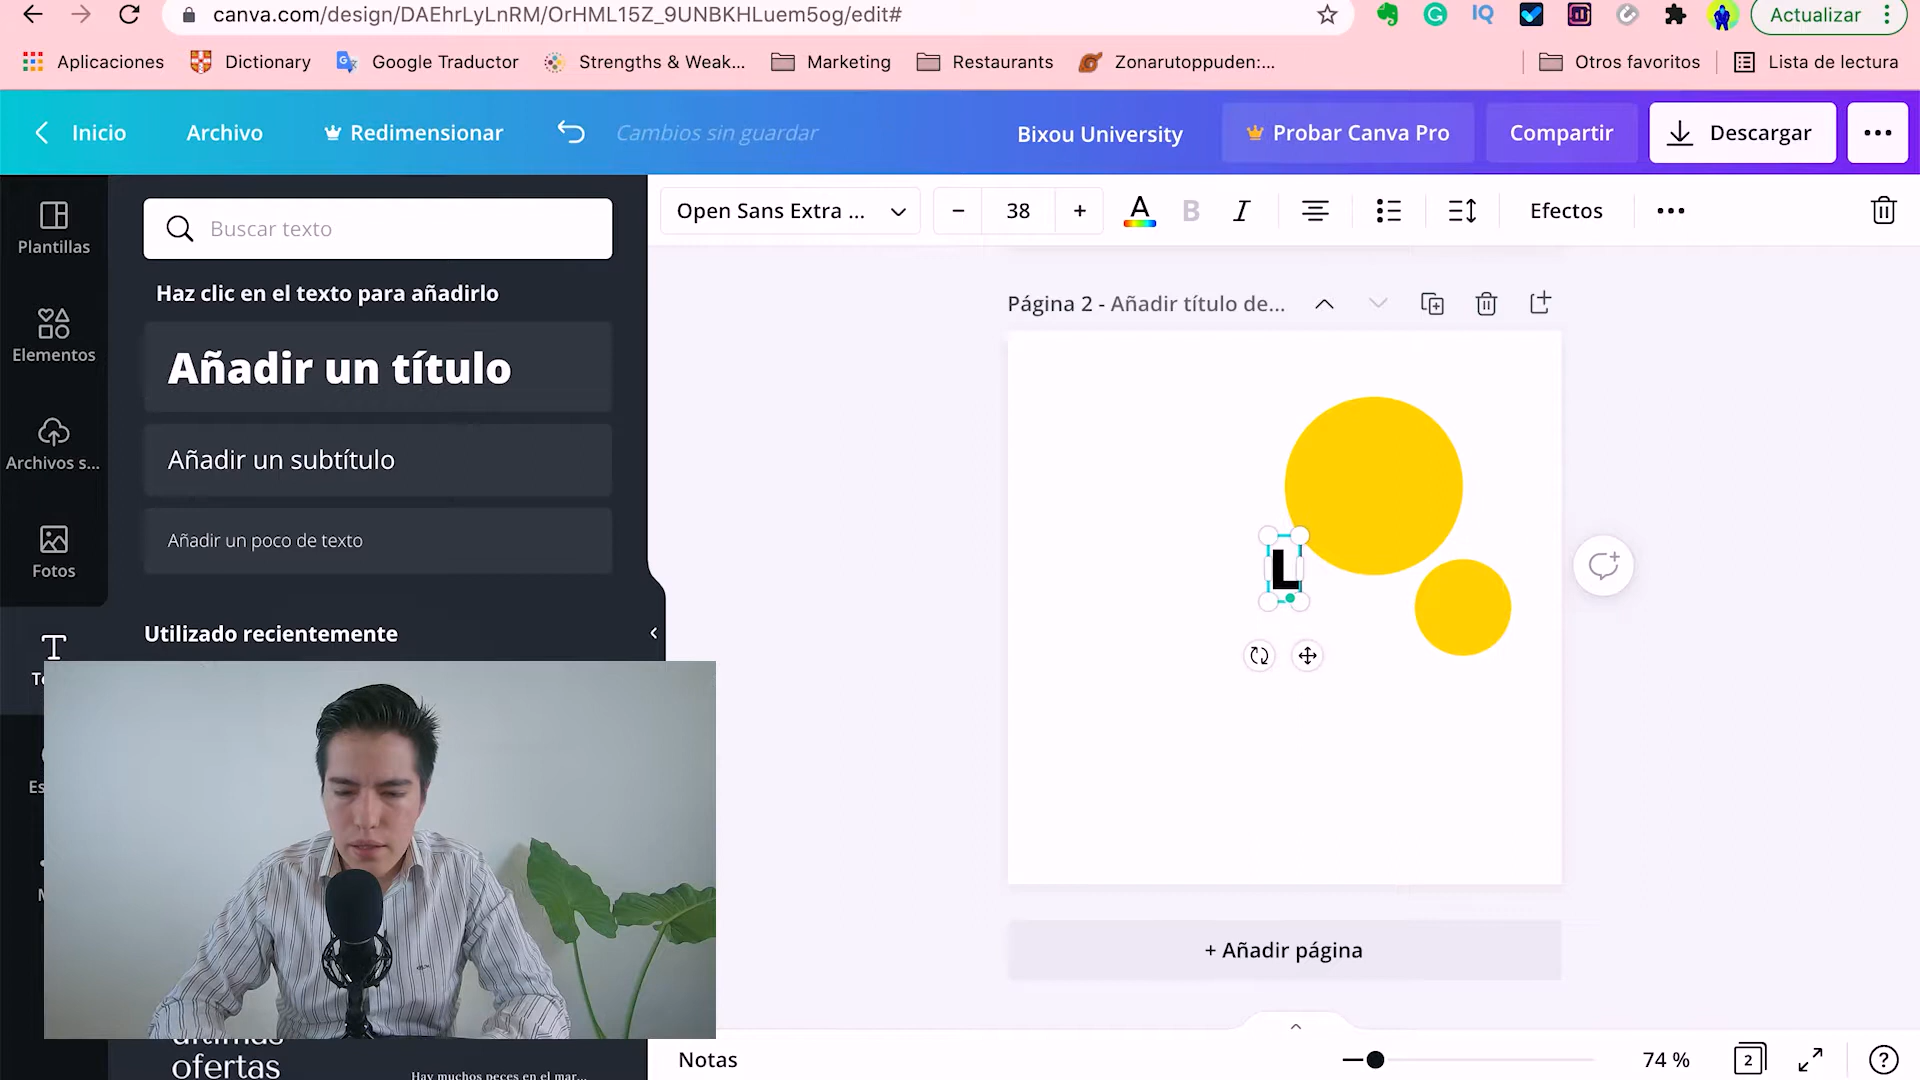 canva.com/design/DAEhrLyLnRM/OrHML15Z_9UNBKHLuem5og/edit#
Actualizar
Aplicaciones
Dictionary
Google Traductor
Strengths & Weak...
Marketing
Restaurants
Zonarutoppuden:...
Otros favoritos
Lista de lectura
Inicio
Archivo
Redimensionar
Cambios sin guardar
Bixou University
Probar Canva Pro
Compartir
Descargar
Plantillas
Elementos
Archivos s...
Fotos
Buscar texto
Haz clic en el texto para añadirlo
Añadir un título
Añadir un subtítulo
Añadir un poco de texto
Utilizado recientemente
Open Sans Extra ...
38
Efectos
Página 2 - Añadir título de...
L
+ Añadir página
últimas
ofertas
Hay muchos peces en el mar...
Notas
74 %
2